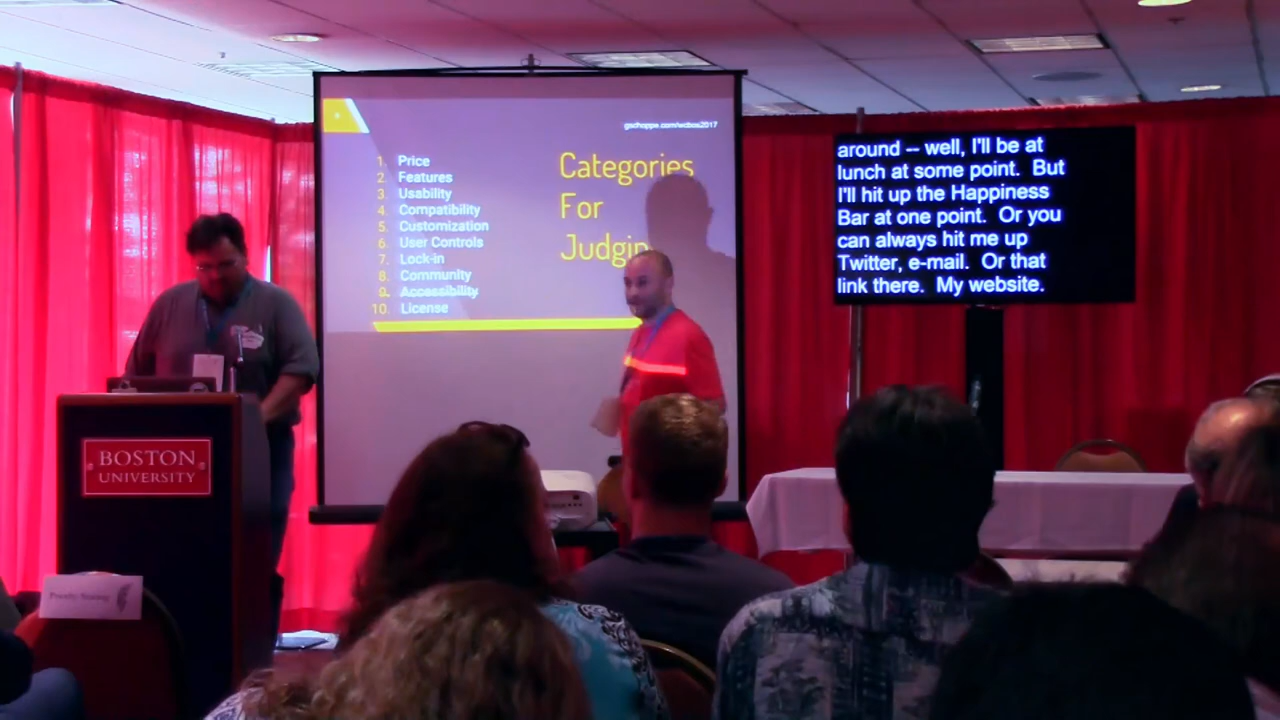 gschoppe.com/wcbos2017
1. Price
2. Features
3. Usability
4. Compatibility
5. Customization
6. User Controls
7. Lock-in
8. Community
9. Accessibility
10. License
Categories
For
Judgin
around -- well, I'll be at
lunch at some point. But
I'll hit up the Happiness
Bar at one point. Or you
can always hit me up
Twitter, e-mail. Or that
link there. My website.
BOSTON
UNIVERSITY
Priority Seating